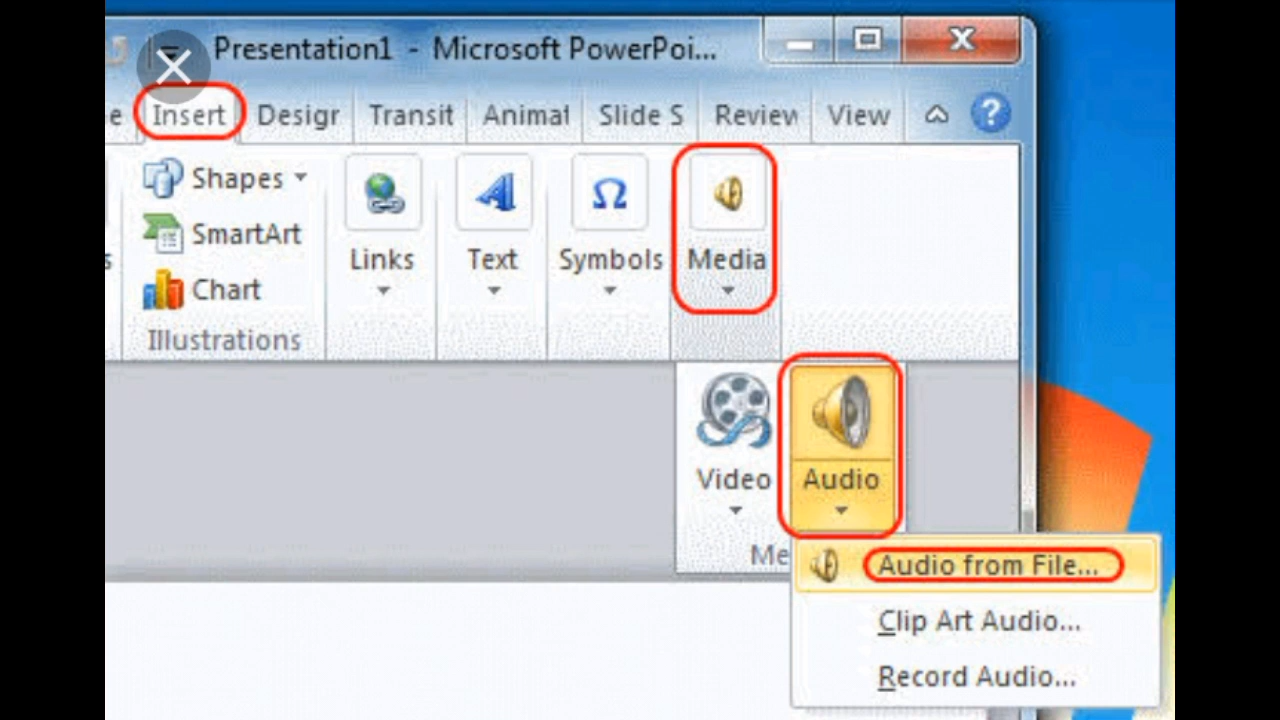 Presentation1 - Microsoft PowerPoi...
e Insert Design Transit Animat Slide S Review View
Shapes
SmartArt
Chart
Illustrations
s
Links
Text
Symbols
Media
Video
Audio
Me
Audio from File...
Clip Art Audio...
Record Audio...